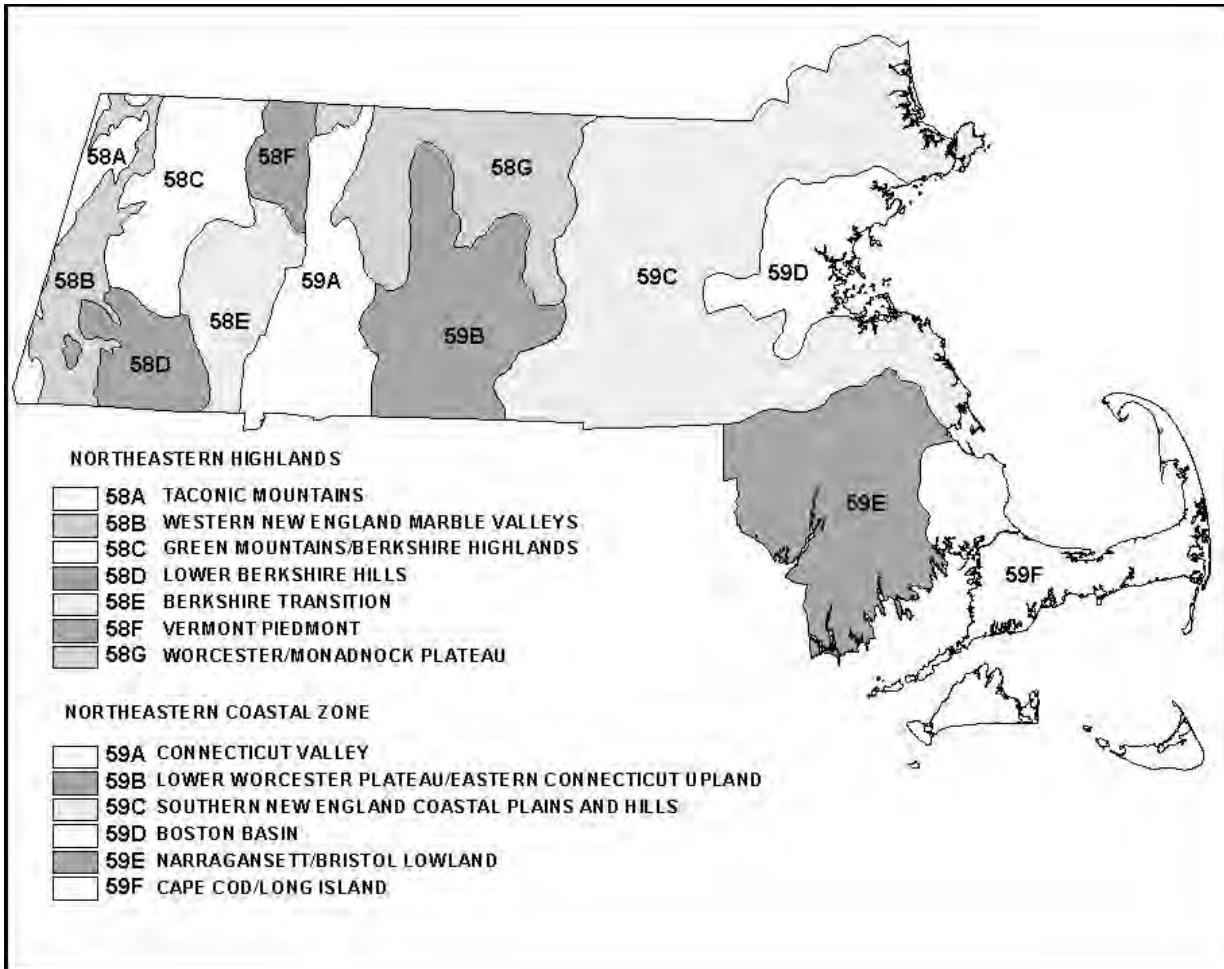 58A
58C
58F
58G
58B
59A
59C
59D
58E
59B
58D
59E
59F
NORTHEASTERN HIGHLANDS
58A TACONIC MOUNTAINS
58B WESTERN NEW ENGLAND MARBLE VALLEYS
58C GREEN MOUNTAINS/BERKSHIRE HIGHLANDS
58D LOWER BERKSHIRE HILLS
58E BERKSHIRE TRANSITION
58F VERMONT PIEDMONT
58G WORCESTER/MONADNOCK PLATEAU
NORTHEASTERN COASTAL ZONE
59A CONNECTICUT VALLEY
59B LOWER WORCESTER PLATEAU/EASTERN CONNECTICUT UPLAND
59C SOUTHERN NEW ENGLAND COASTAL PLAINS AND HILLS
59D BOSTON BASIN
59E NARRAGANSETT/BRISTOL LOWLAND
59F CAPE COD/LONG ISLAND